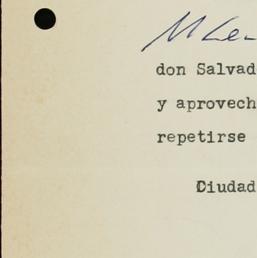 don Salvad
y aprovech
repetirse
Ciudad